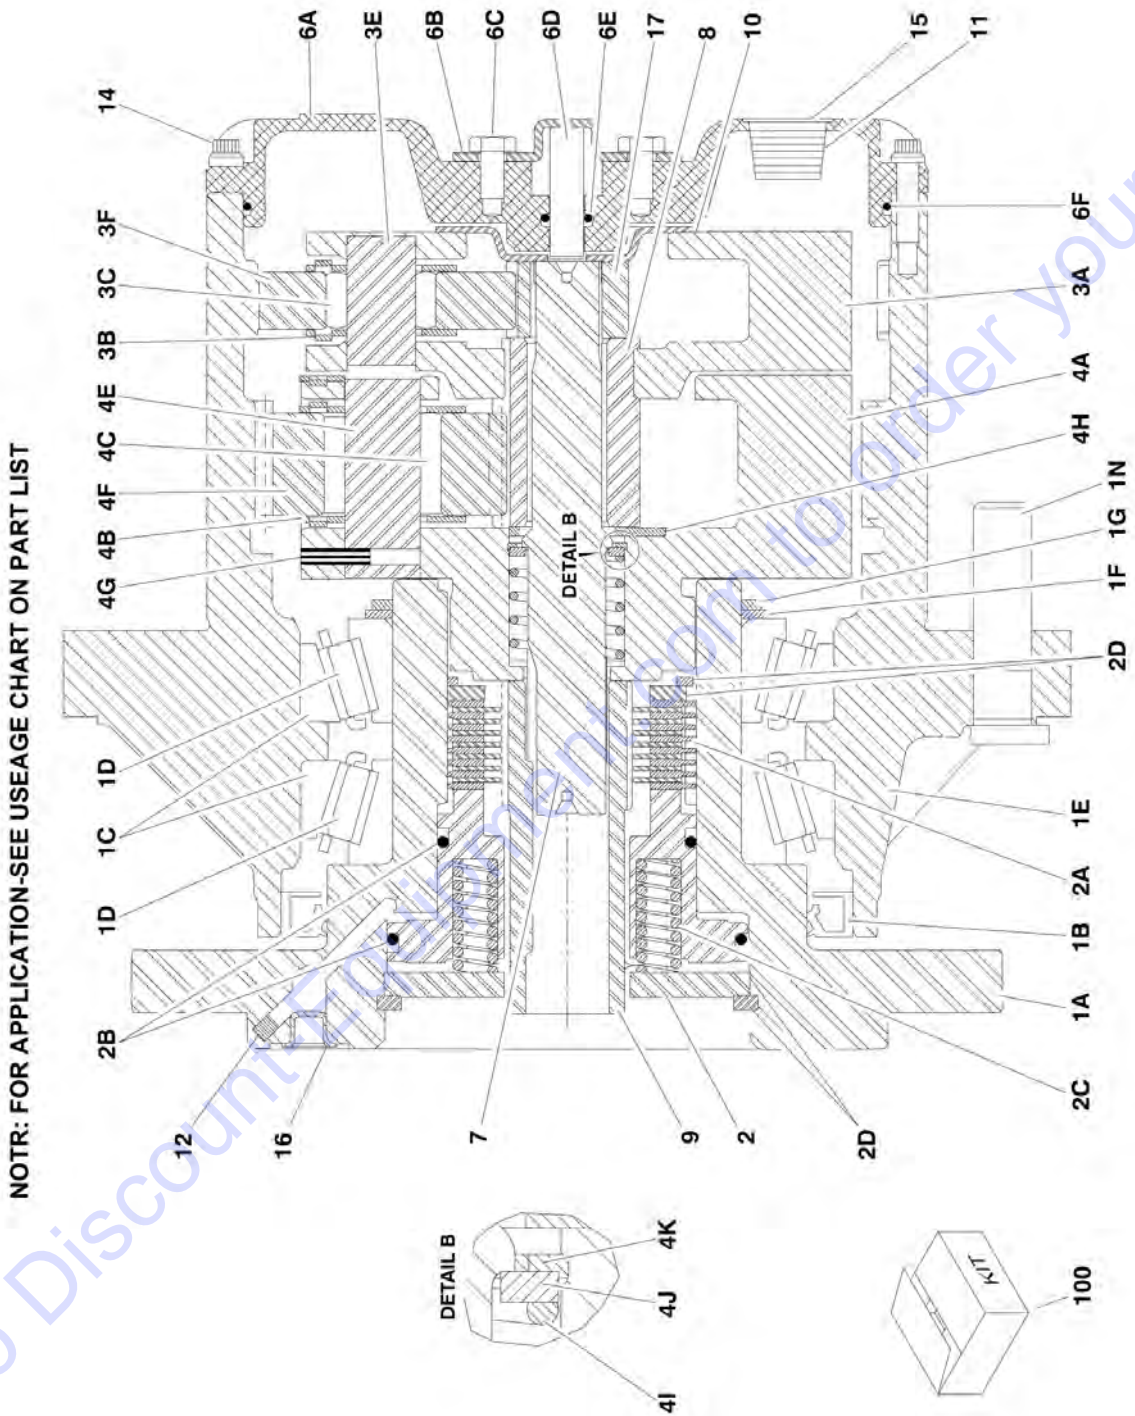 NOTR: FOR APPLICATION-SEE USEAGE CHART ON PART LIST
14
6A
3E
6B
6C
6D
6E
17
8
10
15
11
3F
3C
3B
4E
4C
4F
4B
4G
1D
1C
1D
2B
12
16
6F
3A
4A
4H
1N
1G
1F
2D
1E
2A
1B
1A
2C
7
9
2
2D
DETAIL B
DETAIL B
4K
4J
4I
KIT
100
Discount-Equipment.com to order your